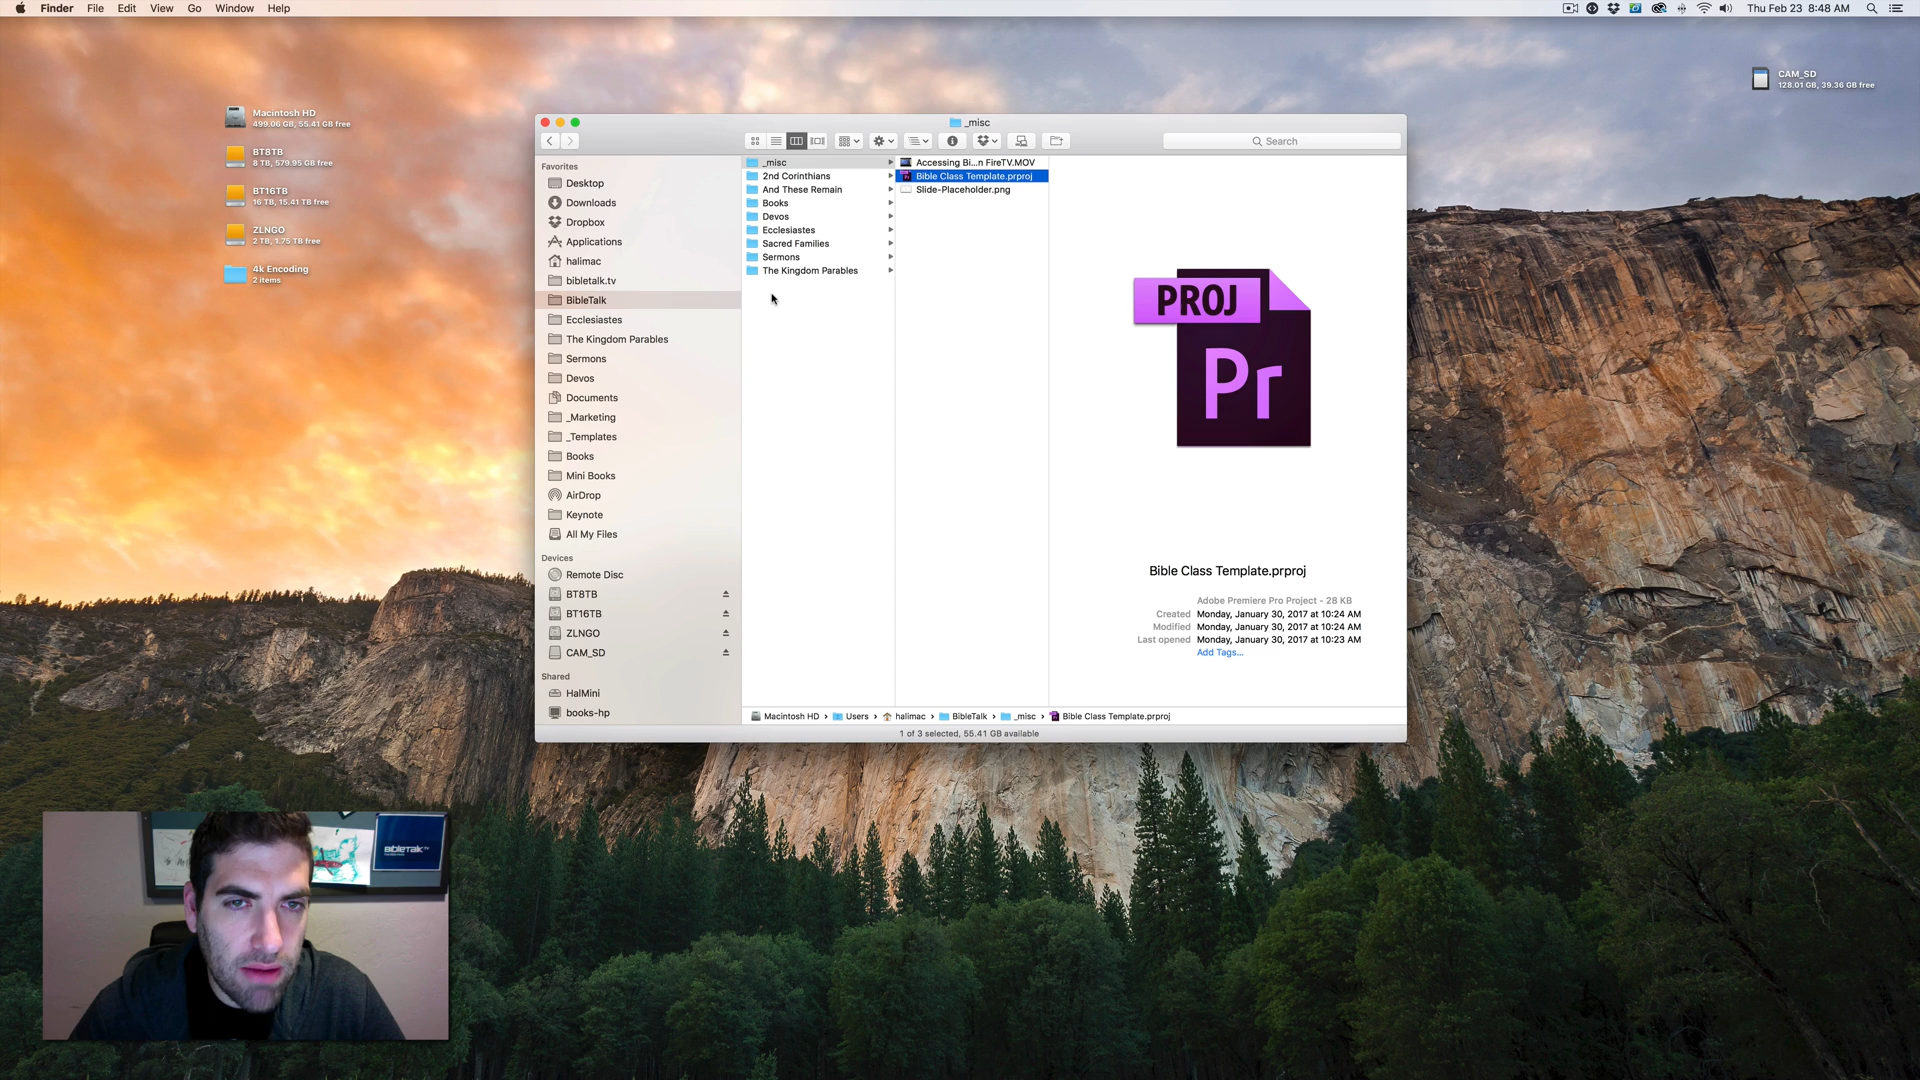 Finder File Edit View Go Window Help
Thu Feb 23 8:48 AM
Macintosh HD
499.06 GB, 55.41 GB free
BT8TB
8 TB, 579.95 GB free
BT16TB
16 TB, 15.41 TB free
ZLNGO
2 TB, 1.75 TB free
4k Encoding
2 items
CAM_SD
128.01 GB, 39.36 GB free
_misc
Search
Favorites
Desktop
Downloads
Dropbox
Applications
halimac
bibletalk.tv
BibleTalk
Ecclesiastes
The Kingdom Parables
Sermons
Devos
Documents
_Marketing
_Templates
Books
Mini Books
AirDrop
Keynote
All My Files
Devices
Remote Disc
BT8TB
BT16TB
ZLNGO
CAM_SD
Shared
HalMini
books-hp
_misc
2nd Corinthians
And These Remain
Books
Devos
Ecclesiastes
Sacred Families
Sermons
The Kingdom Parables
Accessing Bi...n FireTV.MOV
Bible Class Template.prproj
Slide-Placeholder.png
PROJ
Pr
Bible Class Template.prproj
Adobe Premiere Pro Project - 28 KB
Created Monday, January 30, 2017 at 10:24 AM
Modified Monday, January 30, 2017 at 10:24 AM
Last opened Monday, January 30, 2017 at 10:23 AM
Add Tags...
Macintosh HD Users halimac BibleTalk _misc Bible Class Template.prproj
1 of 3 selected, 55.41 GB available
BIBLETALK TV